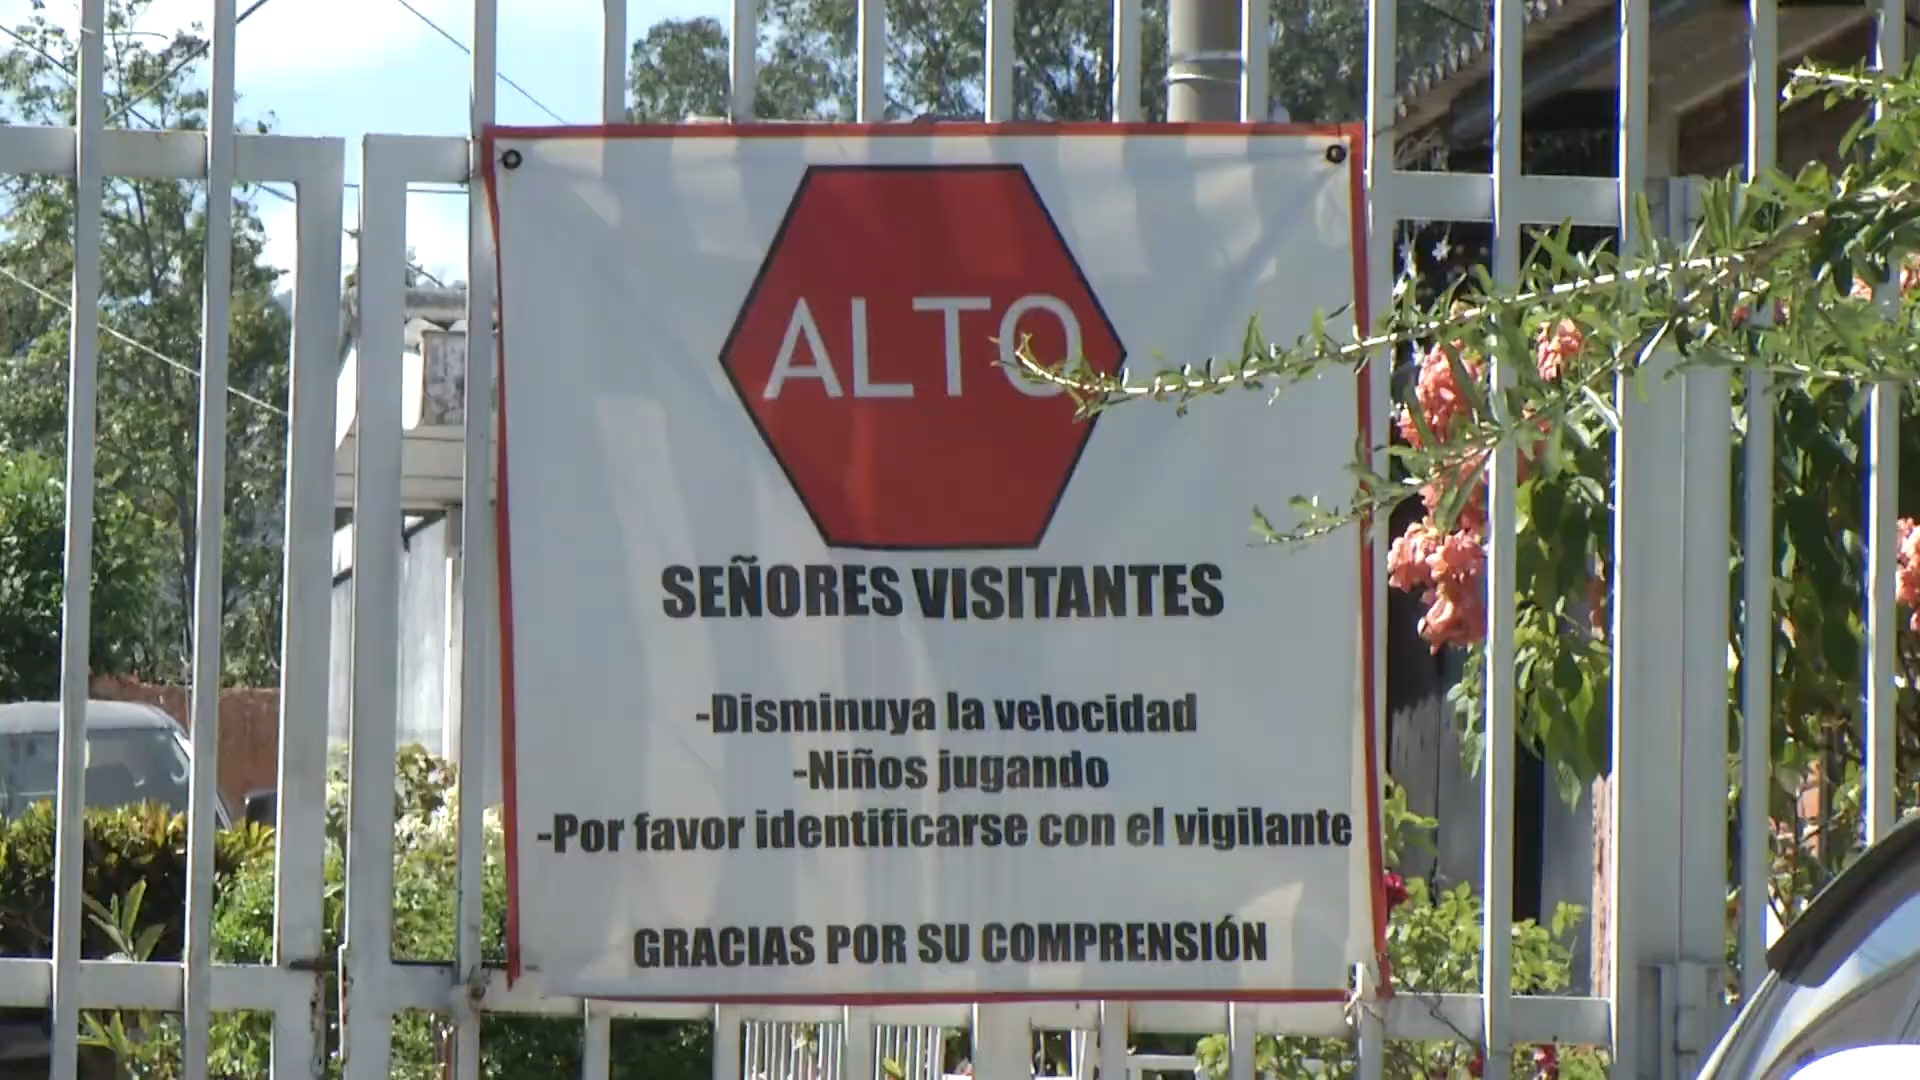 ALTO
SEÑORES VISITANTES
-Disminuya la velocidad
-Niños jugando
-Por favor identificarse con el vigilante
GRACIAS POR SU COMPRENSIÓN